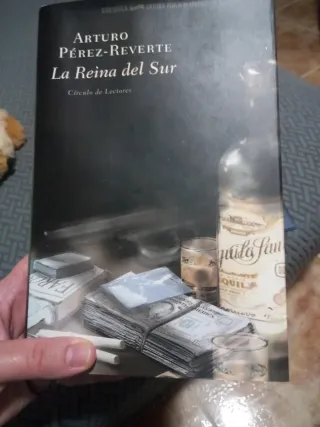 ARTURO
PÉREZ-REVERTE
La Reina del Sur
Círculo de Lectores